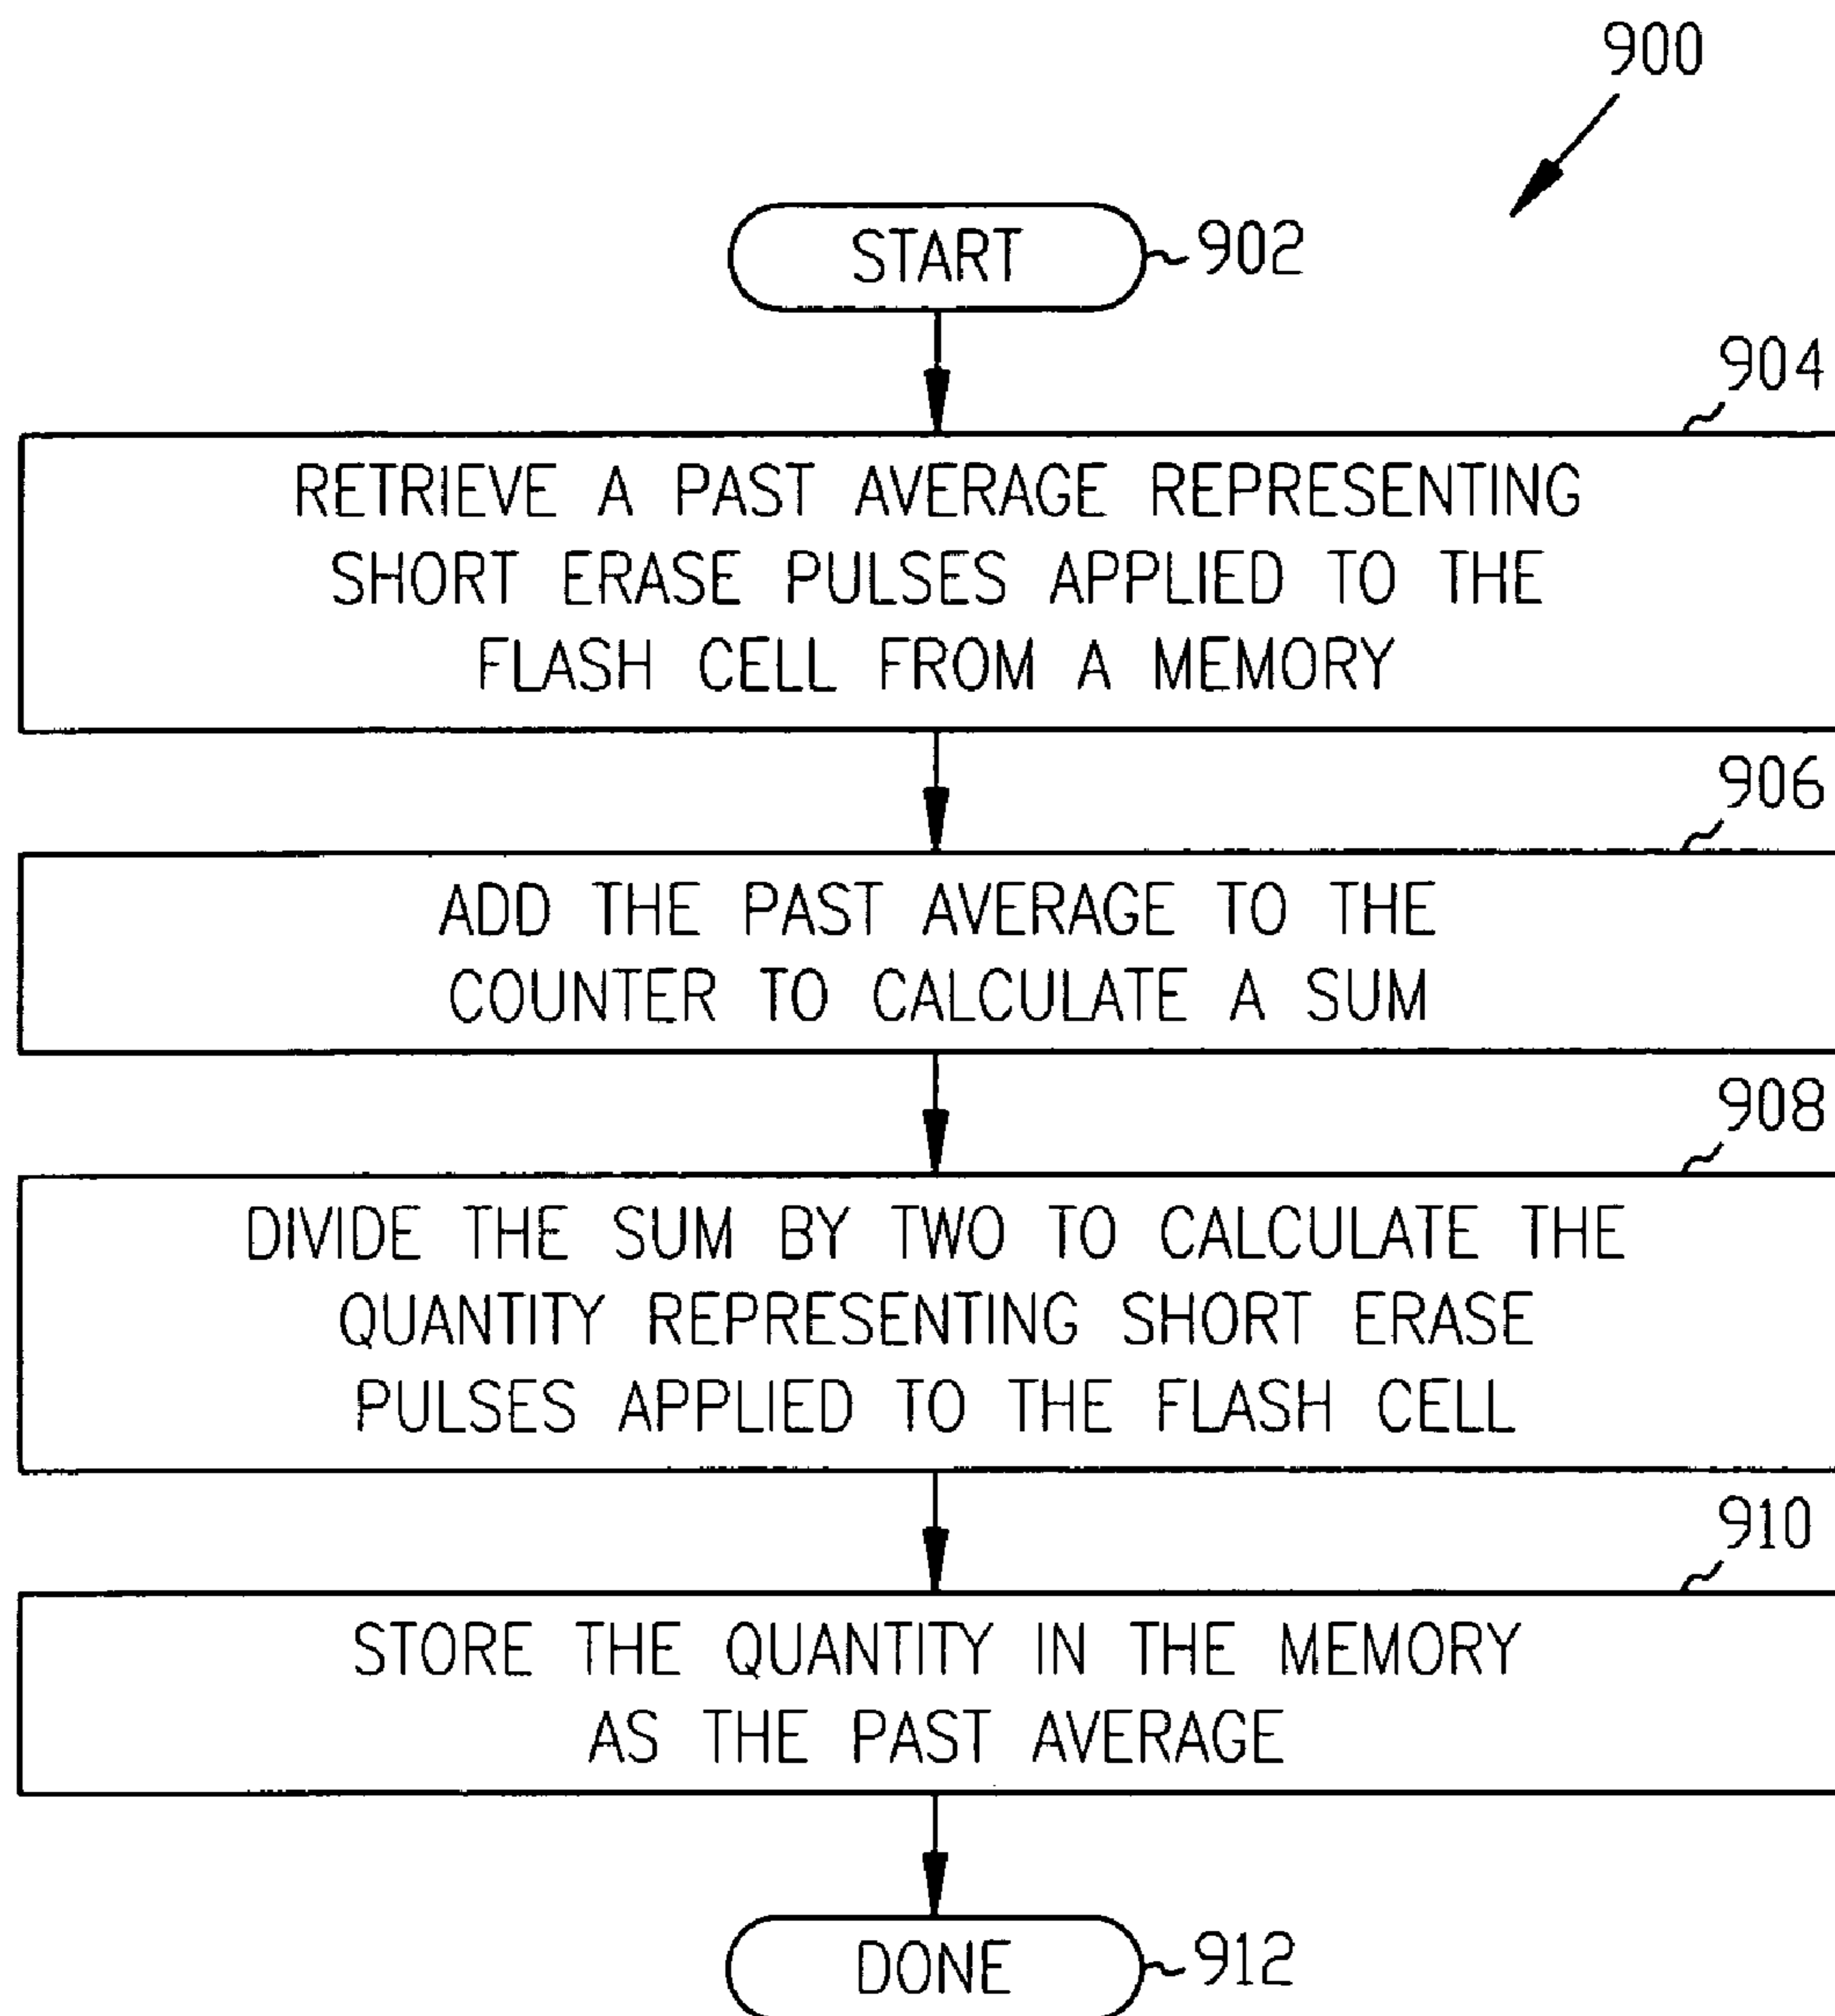 900
START
902
904
RETRIEVE A PAST AVERAGE REPRESENTING
SHORT ERASE PULSES APPLIED TO THE
FLASH CELL FROM A MEMORY
906
ADD THE PAST AVERAGE TO THE
COUNTER TO CALCULATE A SUM
908
DIVIDE THE SUM BY TWO TO CALCULATE THE
QUANTITY REPRESENTING SHORT ERASE
PULSES APPLIED TO THE FLASH CELL
910
STORE THE QUANTITY IN THE MEMORY
AS THE PAST AVERAGE
DONE
912